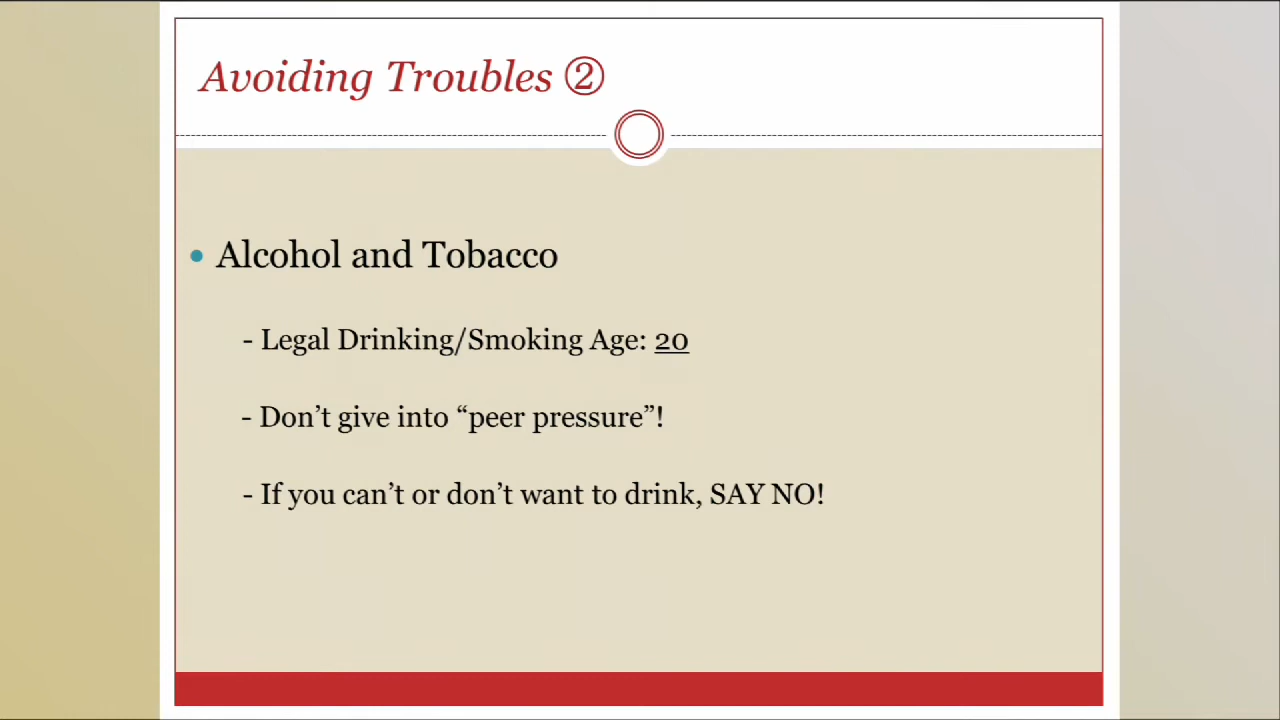 Avoiding Troubles ②
• Alcohol and Tobacco
- Legal Drinking/Smoking Age: 20
- Don’t give into “peer pressure”!
- If you can’t or don’t want to drink, SAY NO!